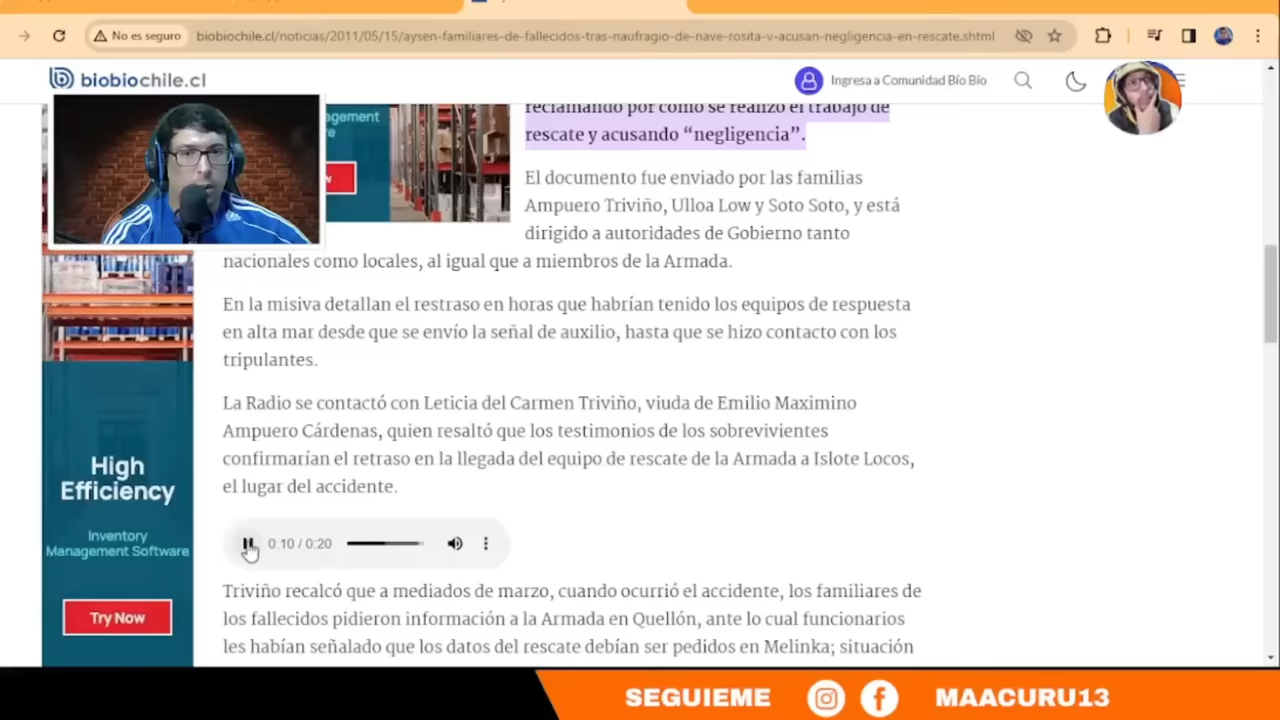 No es seguro
biobiochile.cl/noticias/2011/05/15/aysen-familiares-de-fallecidos-tras-naufragio-de-nave-rosita-v-acusan-negligencia-en-rescate.shtml
biobiochile.cl
Ingresa a Comunidad Bío Bío
agement
re
w
reclamando por cómo se realizó el trabajo de
rescate y acusando “negligencia”.
El documento fue enviado por las familias
Ampuero Triviño, Ulloa Low y Soto Soto, y está
dirigido a autoridades de Gobierno tanto
nacionales como locales, al igual que a miembros de la Armada.
En la misiva detallan el restraso en horas que habrían tenido los equipos de respuesta
en alta mar desde que se envío la señal de auxilio, hasta que se hizo contacto con los
tripulantes.
La Radio se contactó con Leticia del Carmen Triviño, viuda de Emilio Maximino
Ampuero Cárdenas, quien resaltó que los testimonios de los sobrevivientes
confirmarían el retraso en la llegada del equipo de rescate de la Armada a Islote Locos,
el lugar del accidente.
0:10 / 0:20
Triviño recalcó que a mediados de marzo, cuando ocurrió el accidente, los familiares de
los fallecidos pidieron información a la Armada en Quellón, ante lo cual funcionarios
les habían señalado que los datos del rescate debían ser pedidos en Melinka; situación
High
Efficiency
Inventory
Management Software
Try Now
SEGUIEME
MAACURU13